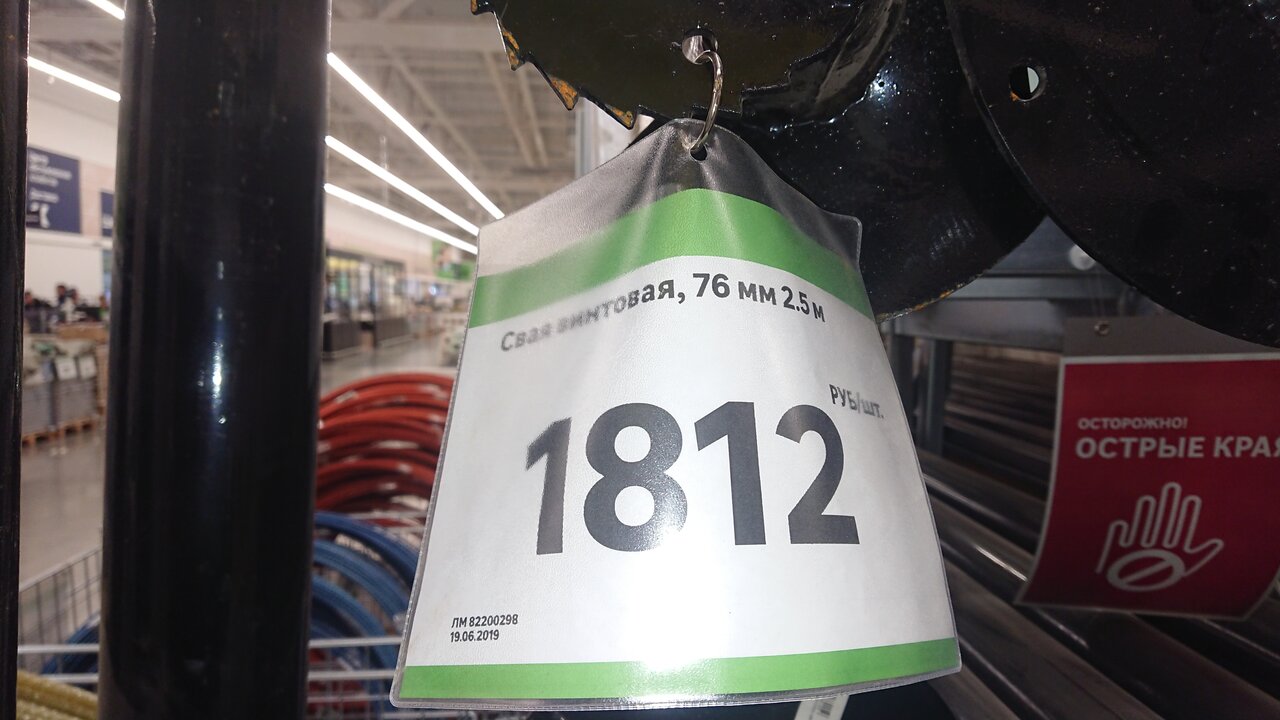 Свая винтовая, 76 мм 2.5 м
РУБ/шт.
1812
ЛМ 82200298
19.06.2019
ОСТОРОЖНО!
ОСТРЫЕ КРАЯ